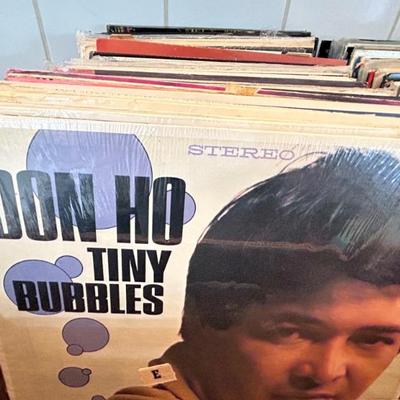 STEREO
DON HO
TINY
BUBBLES
E